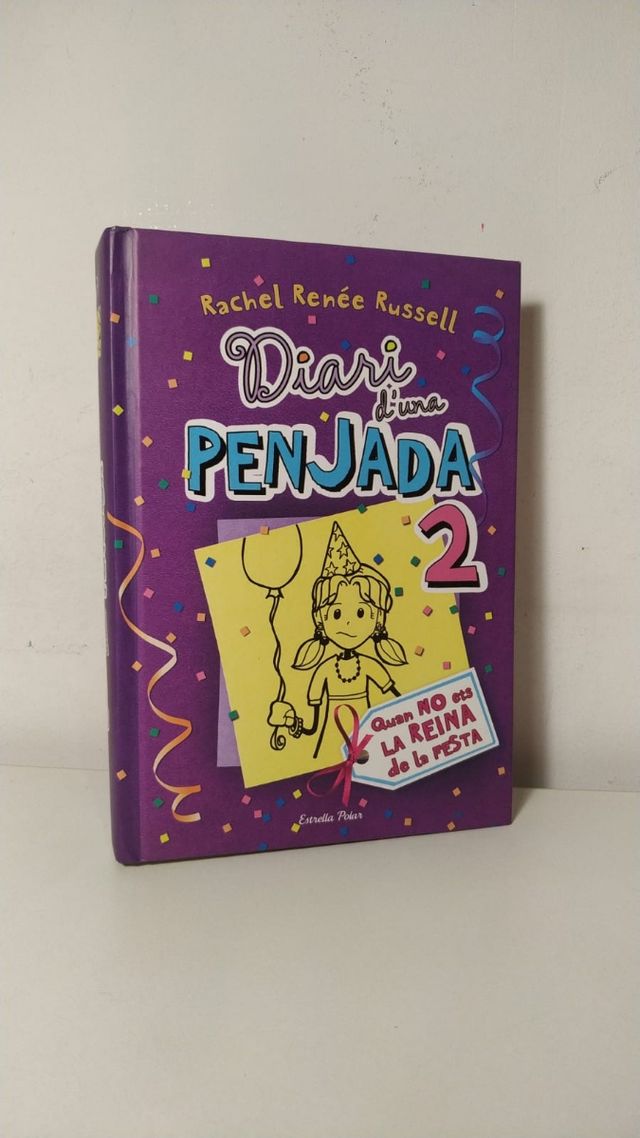 Rachel Renée Russell
Diari
d'una
PENJADA
2
Quan NO ets
LA REINA
de la FESTA
Estrella Polar